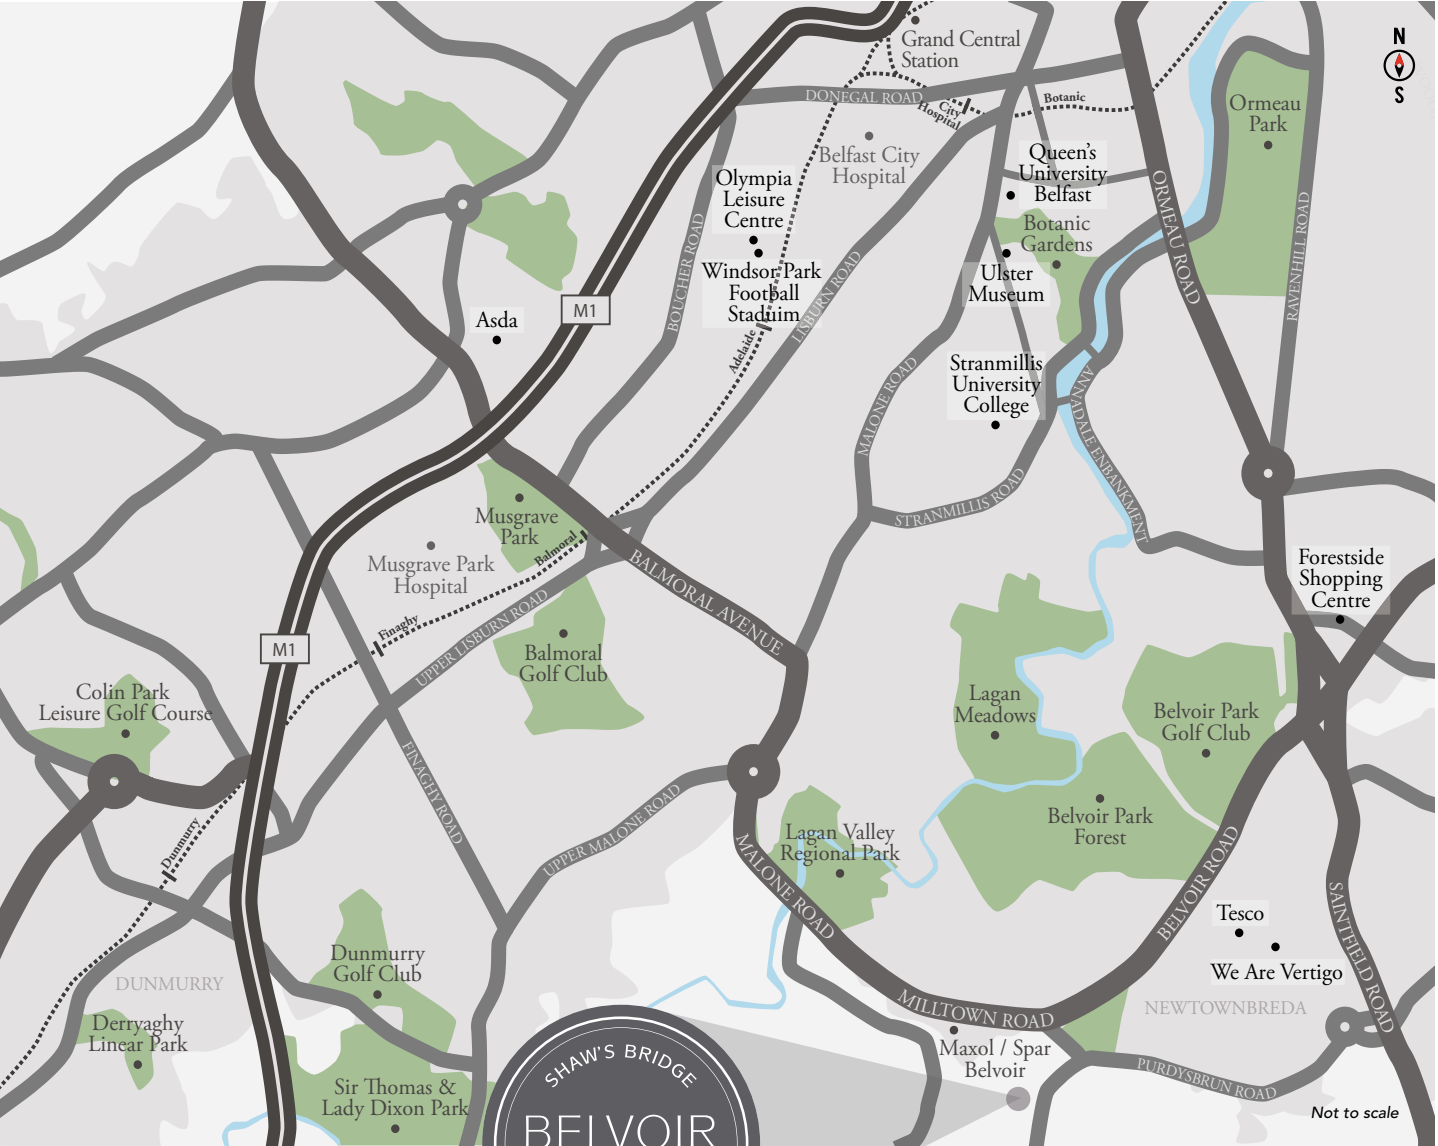 N
S
Grand Central
Station
DONEGAL ROAD
City
Hospital
Botanic
Ormeau
Park
Belfast City
Hospital
Queen's
University
Belfast
Olympia
Leisure
Centre
Windsor Park
Football
Staduim
Adelaide
BOUCHER ROAD
LISBURN ROAD
Botanic
Gardens
Ulster
Museum
ORMEAU ROAD
RAVENHILL ROAD
M1
Asda
Stranmillis
University
College
MALONE ROAD
STRANMILLIS ROAD
ANNADALE ENBANKMENT
Musgrave
Park
Balmoral
Musgrave Park
Hospital
Finaghy
UPPER LISBURN ROAD
BALMORAL AVENUE
Forestside
Shopping
Centre
M1
Balmoral
Golf Club
Colin Park
Leisure Golf Course
Lagan
Meadows
Belvoir Park
Golf Club
FINAGHY ROAD
UPPER MALONE ROAD
Dunmurry
Lagan Valley
Regional Park
Belvoir Park
Forest
MALONE ROAD
BELVOIR ROAD
SAINTFIELD ROAD
Tesco
We Are Vertigo
Dunmurry
Golf Club
DUNMURRY
Derryaghy
Linear Park
MILLTOWN ROAD
NEWTOWNBREDA
Maxol / Spar
Belvoir
PURDYSBRUN ROAD
Sir Thomas &
Lady Dixon Park
SHAW'S BRIDGE
BELVOIR
Not to scale